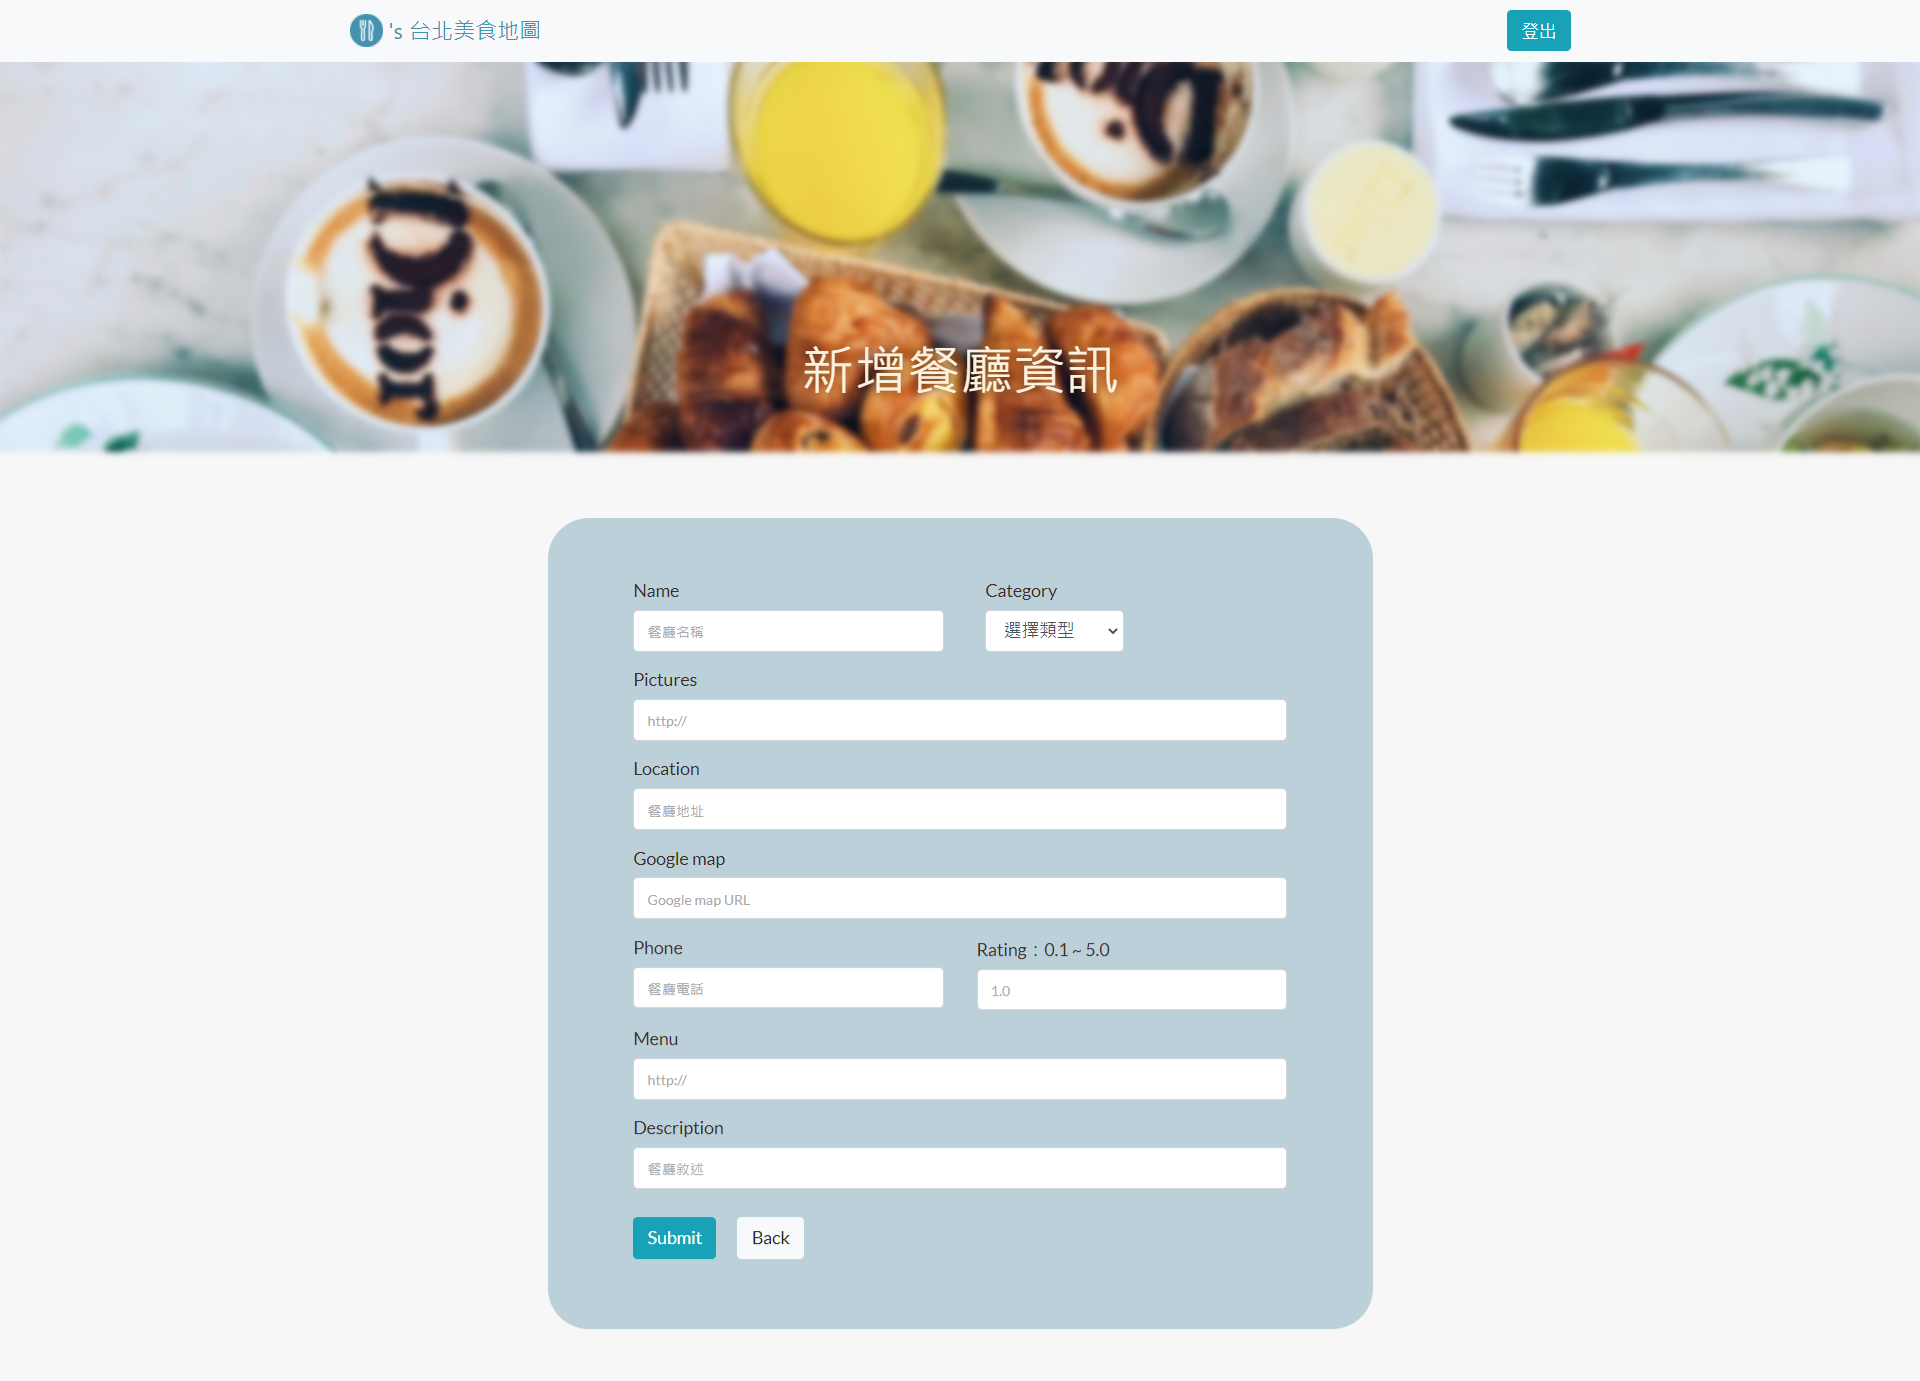 's 台北美食地圖
登出
Dior
新增餐廳資訊
Name
Category
餐廳名稱
選擇類型
Pictures
http://
Location
餐廳地址
Google map
Google map URL
Phone
Rating：0.1 ~ 5.0
餐廳電話
1.0
Menu
http://
Description
餐廳敘述
Submit
Back